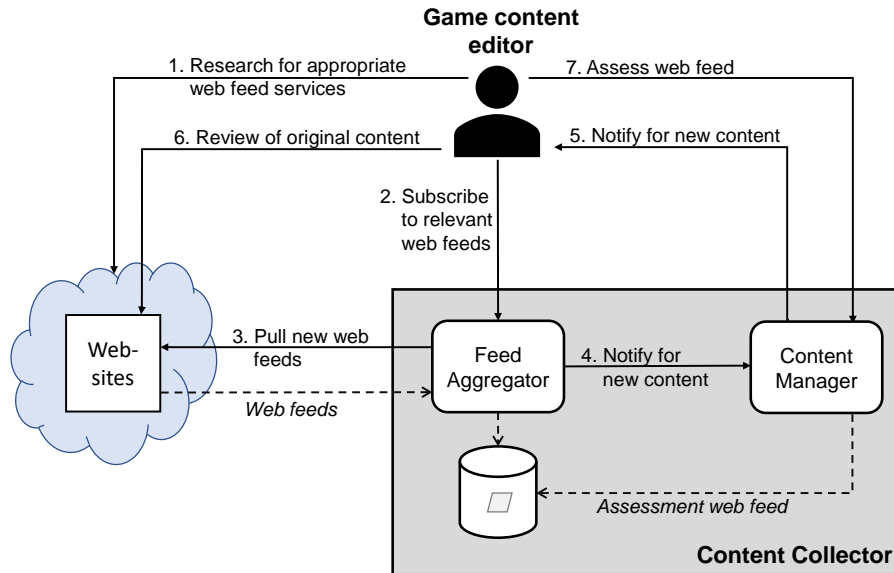 Game content
editor
1. Research for appropriate
web feed services
7. Assess web feed
6. Review of original content
5. Notify for new content
2. Subscribe
to relevant
web feeds
Web-
sites
3. Pull new web
feeds
Web feeds
Feed
Aggregator
4. Notify for
new content
Content
Manager
Assessment web feed
Content Collector